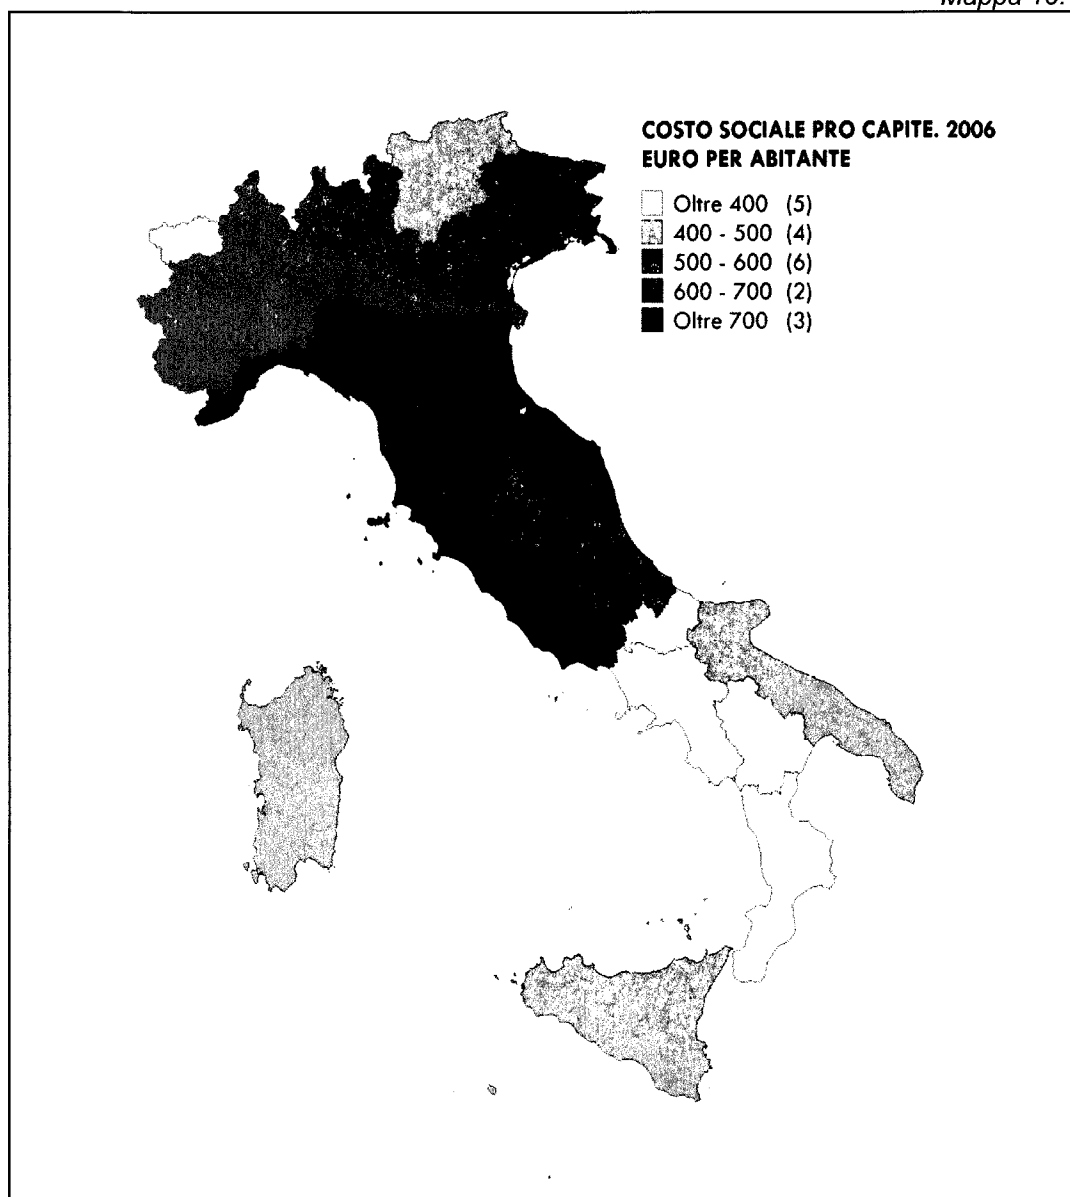 Mappa
COSTO SOCIALE PRO CAPITE. 2006
EURO PER ABITANTE
Oltre 400 (5)
400 - 500 (4)
500 - 600 (6)
600 - 700 (2)
Oltre 700 (3)